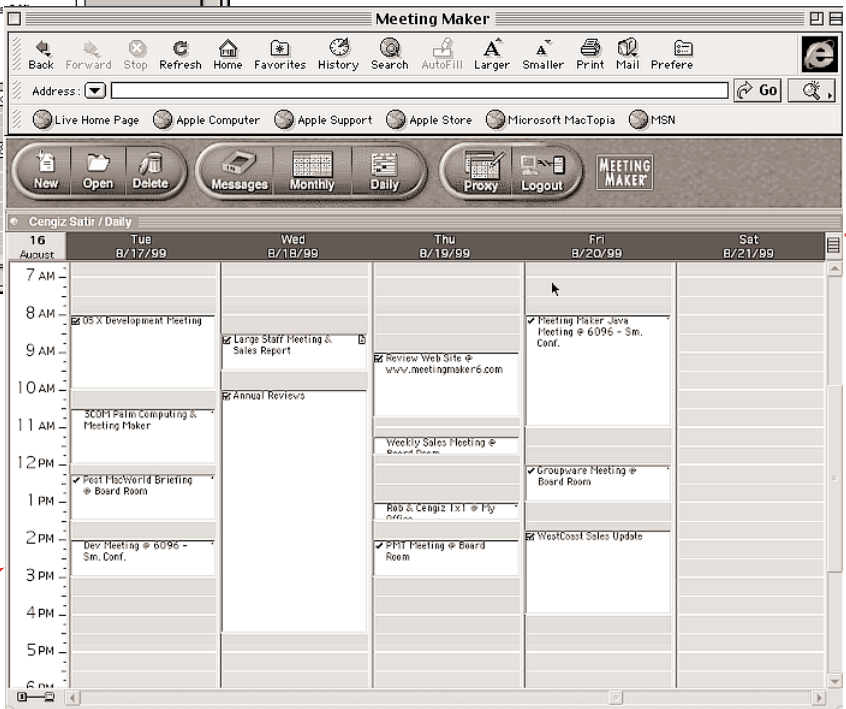 Meeting Maker
Back Forward Stop Refresh Home Favorites History Search AutoFill Larger Smaller Print Mail Prefere
Address: Go
Live Home Page Apple Computer Apple Support Apple Store Microsoft MacTopia MSN
New Open Delete Messages Monthly Daily Proxy Logout MEETING
MAKER
Cengiz Satir / Daily
16 Tue Wed Thu Fri Sat
August 8/17/99 8/18/99 8/19/99 8/20/99 8/21/99
7 AM
8 AM
9 AM
10 AM
11 AM
12 PM
1 PM
2 PM
3 PM
4 PM
5 PM
6 PM
OS X Development Meeting
3COM Palm Computing &
Meeting Maker
Post MacWorld Briefing
@ Board Room
Dev Meeting @ 6096 -
Sm. Conf.
Large Staff Meeting &
Sales Report
Annual Reviews
Review Web Site @
www.meetingmaker6.com
Weekly Sales Meeting @
Board Room
Rob & Cengiz 1x1 @ My
Office
PMT Meeting @ Board
Room
Meeting Maker Java
Meeting @ 6096 - Sm.
Conf.
Groupware Meeting @
Board Room
WestCoast Sales Update